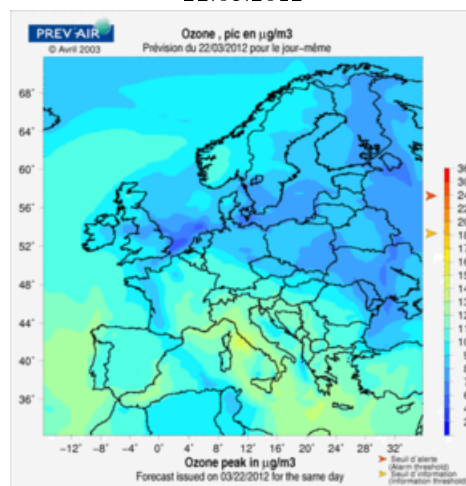 PREV'AIR
© Avril 2003
Ozone , pic en µg/m3
Prévision du 22/03/2012 pour le jour-même
68°
64°
60°
56°
52°
48°
44°
40°
36°
-12° -8° -4° 0° 4° 8° 12° 16° 20° 24° 28° 32°
Ozone peak in µg/m3
Forecast issued on 03/22/2012 for the same day
Seuil d'alerte
(Alarm threshold)
Seuil d'information
(Information threshold)